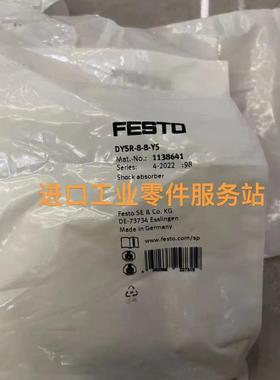 FESTO
DYSR-8-8-Y5
Mat.-No.: 1138641
Series: 4-2022 :98
Shock absorber
进口工业零件服务站
Festo SE & Co. KG
DE-73734 Esslingen
Made in Germany
www.festo.com/sp